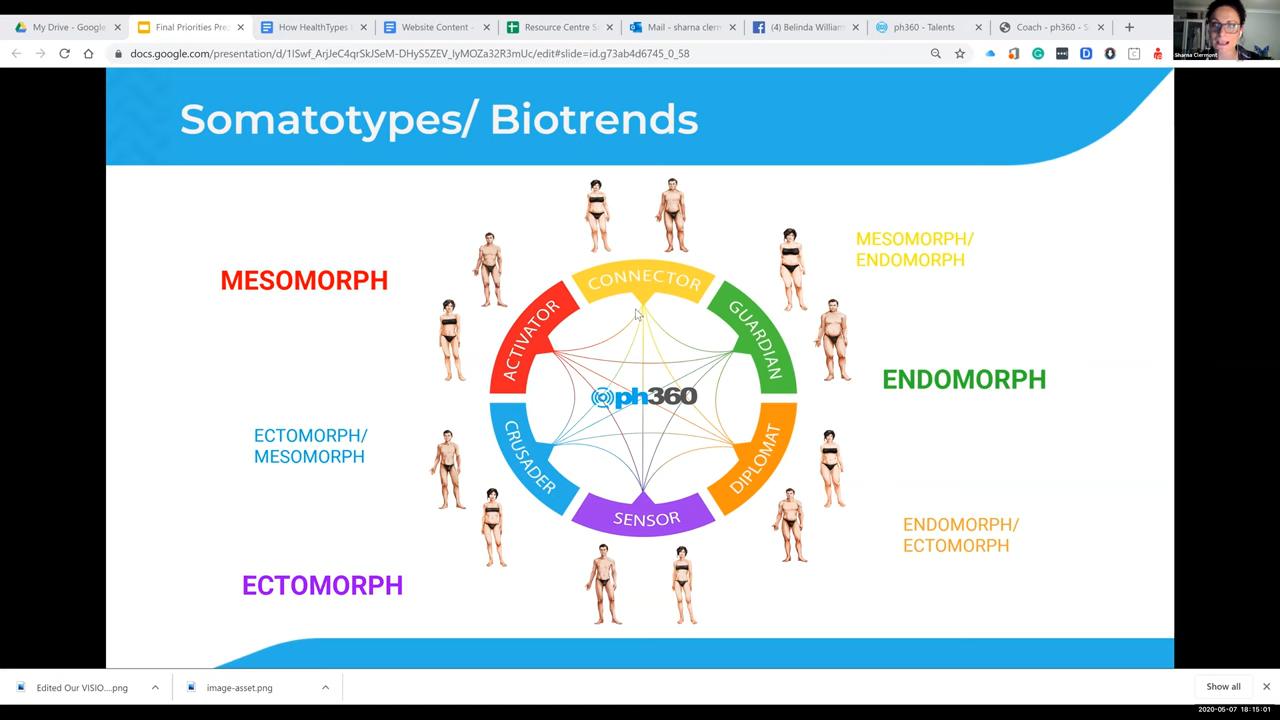 My Drive - Google
Final Priorities Pre
How HealthTypes
Website Content -
Resource Centre S
Mail - sharna clerm
(4) Belinda William
ph360 - Talents
Coach - ph360 - S
docs.google.com/presentation/d/1ISwf_ArjIeC4qrSkJSeM-DHyS5ZEV_lyMOZa32R3mUc/edit#slide=id.g73ab4d6745_0_58
Sharna Clermont
Somatotypes/ Biotrends
MESOMORPH/
ENDOMORPH
MESOMORPH
CONNECTOR
ACTIVATOR
GUARDIAN
ENDOMORPH
ph360
ECTOMORPH/
MESOMORPH
CRUSADER
DIPLOMAT
SENSOR
ENDOMORPH/
ECTOMORPH
ECTOMORPH
Edited Our VISIO....png
image-asset.png
Show all
2020-05-07 18:15:01